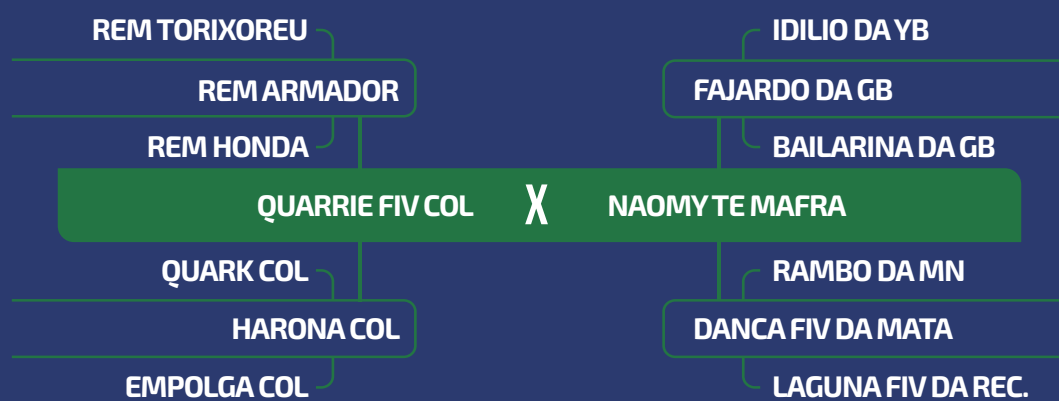 REM TORIXOREU
IDILIO DA YB
REM ARMADOR
FAJARDO DA GB
REM HONDA
BAILARINA DA GB
QUARRIE FIV COL X NAOMY TE MAFRA
QUARK COL
RAMBO DA MN
HARONA COL
DANCA FIV DA MATA
EMPOLGA COL
LAGUNA FIV DA REC.